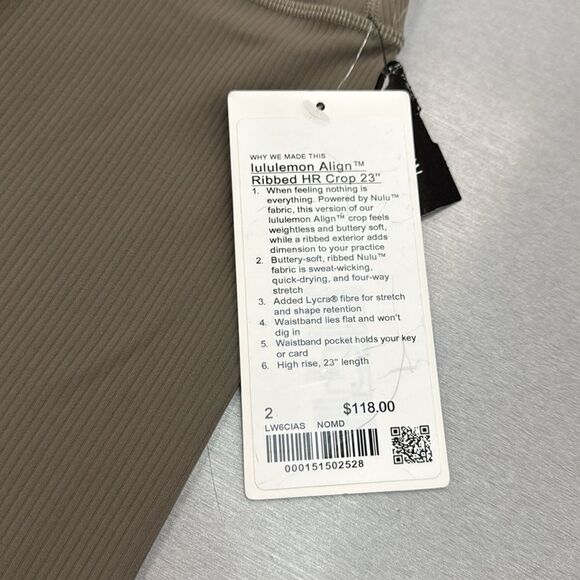 WHY WE MADE THIS
lululemon Align™
Ribbed HR Crop 23"
1. When feeling nothing is
everything. Powered by Nulu™
fabric, this version of our
lululemon Align™ crop feels
weightless and buttery soft,
while a ribbed exterior adds
dimension to your practice
2. Buttery-soft, ribbed Nulu™
fabric is sweat-wicking,
quick-drying, and four-way
stretch
3. Added Lycra® fibre for stretch
and shape retention
4. Waistband lies flat and won't
dig in
5. Waistband pocket holds your key
or card
6. High rise, 23" length
2 $118.00
LW6CIAS NOMD
000151502528